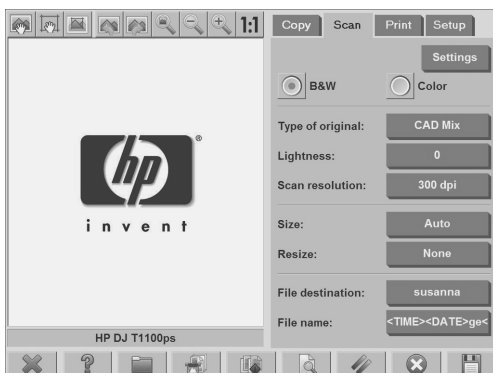 1:1
Copy Scan Print Setup
Settings
B&W Color
Type of original: CAD Mix
Lightness: 0
Scan resolution: 300 dpi
Size: Auto
Resize: None
File destination: susanna
File name: <TIME><DATE>ge<
hp®
invent
HP DJ T1100ps
?